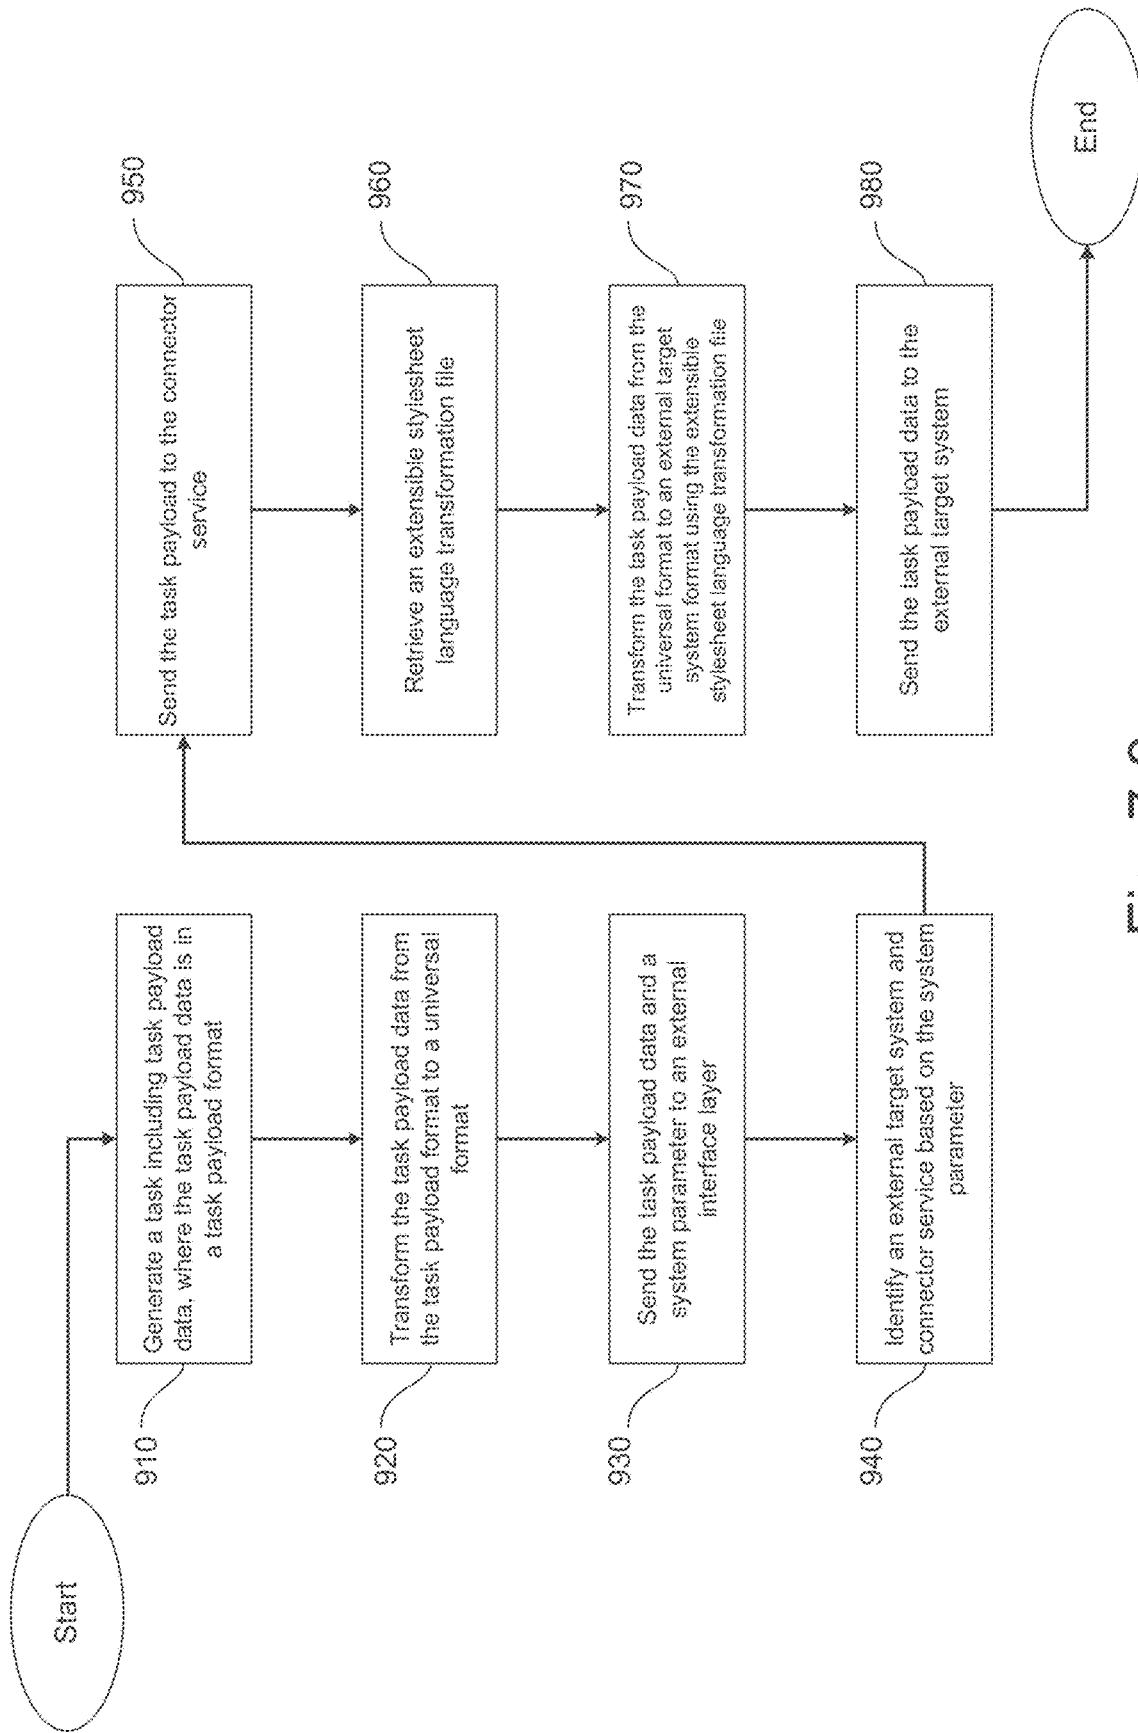 Start
910
Generate a task including task payload
data, where the task payload data is in
a task payload format
920
Transform the task payload data from
the task payload format to a universal
format
930
Send the task payload data and a
system parameter to an external
interface layer
940
Identify an external target system and
connector service based on the system
parameter
950
Send the task payload to the connector
service
960
Retrieve an extensible stylesheet
language transformation file
970
Transform the task payload data from the
universal format to an external target
system format using the extensible
stylesheet language transformation file
980
Send the task payload data to the
external target system
End